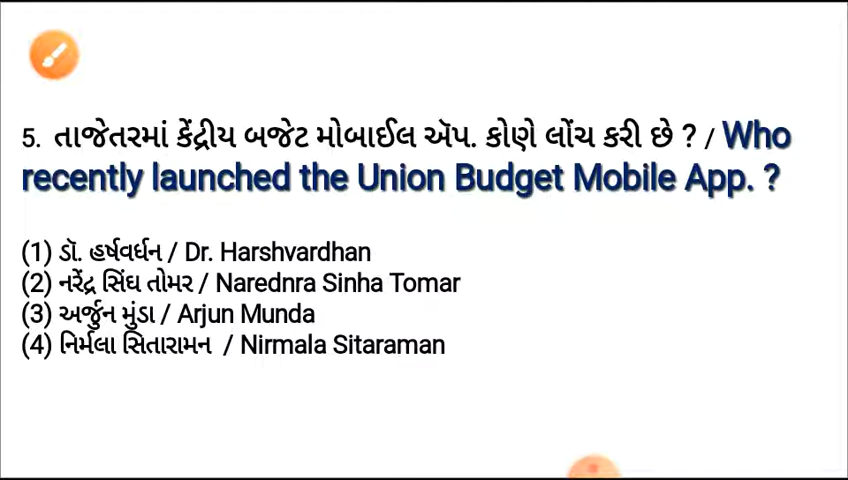 5. તાજેતરમાં કેંદ્રીય બજેટ મોબાઈલ ઍપ. કોણે લોંચ કરી છે ? / Who
recently launched the Union Budget Mobile App. ?
(1) ડૉ. હર્ષવર્ધન / Dr. Harshvardhan
(2) નરેંદ્ર સિંઘ તોમર / Narednra Sinha Tomar
(3) અર્જુન મુંડા / Arjun Munda
(4) નિર્મલા સિતારામન / Nirmala Sitaraman